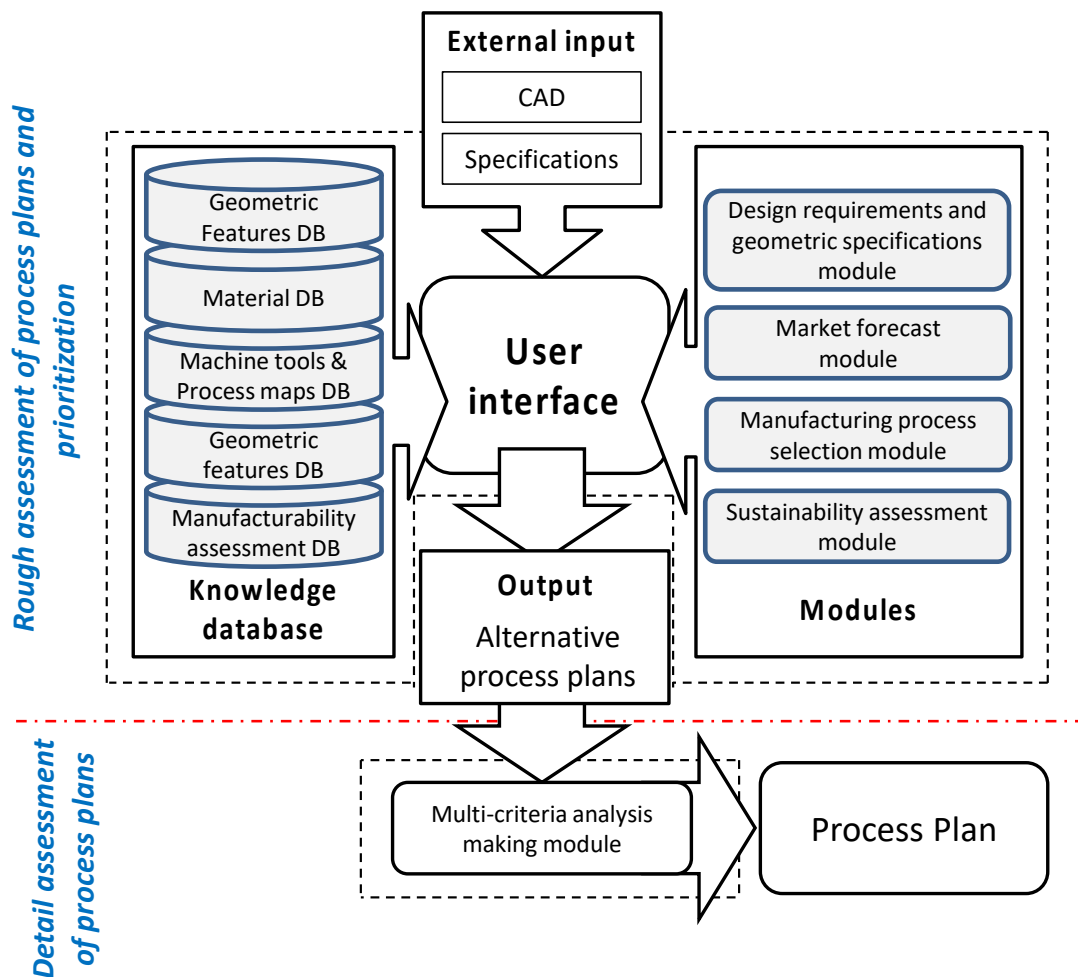 External input
CAD
Specifications
Rough assessment of process plans and
prioritization
Geometric
Features DB
Material DB
Machine tools &
Process maps DB
Geometric
features DB
Manufacturability
assessment DB
Knowledge
database
User
interface
Design requirements and
geometric specifications
module
Market forecast
module
Manufacturing process
selection module
Sustainability assessment
module
Modules
Output
Alternative
process plans
Detail assessment
of process plans
Multi-criteria analysis
making module
Process Plan